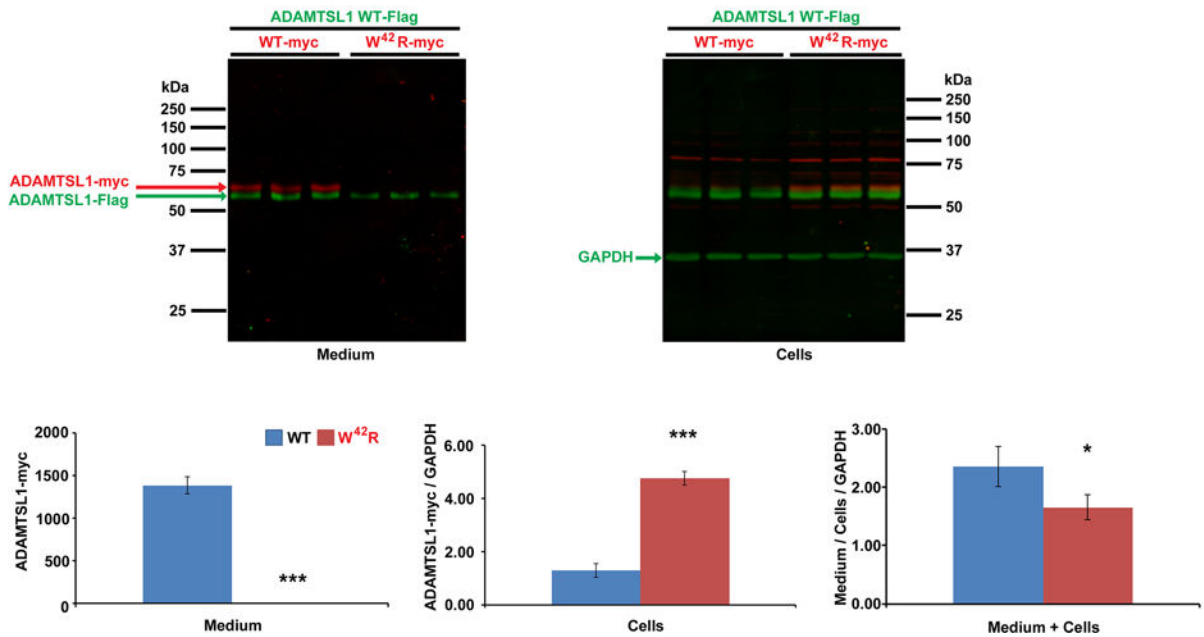 ADAMTSL1 WT-Flag
WT-myc W⁴²R-myc
kDa
250
150
100
75
50
37
25
ADAMTSL1-myc
ADAMTSL1-Flag
Medium
ADAMTSL1 WT-Flag
WT-myc W⁴²R-myc
kDa
250
150
100
75
50
37
25
GAPDH
Cells
ADAMTSL1-myc
2000
1500
1000
500
0
WT W⁴²R
***
Medium
ADAMTSL1-myc / GAPDH
6.00
4.00
2.00
0.00
***
Cells
Medium / Cells / GAPDH
3.00
2.00
1.00
0.00
*
Medium + Cells